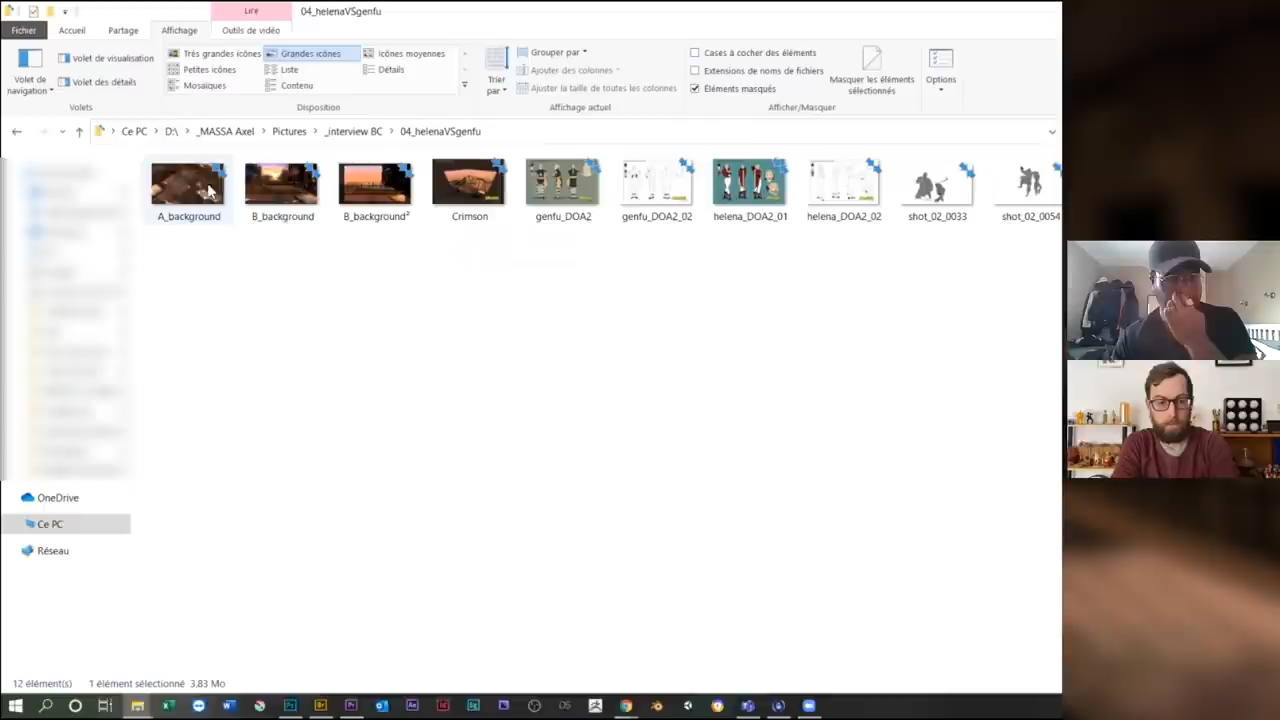 Lire
04_helenaVSgenfu
Fichier
Accueil
Partage
Affichage
Outils de vidéo
Volet de navigation
Volet de visualisation
Volet des détails
Volets
Très grandes icônes
Grandes icônes
Icônes moyennes
Petites icônes
Liste
Détails
Mosaïques
Contenu
Disposition
Trier par
Grouper par
Ajouter des colonnes
Ajuster la taille de toutes les colonnes
Affichage actuel
Cases à cocher des éléments
Extensions de noms de fichiers
Éléments masqués
Masquer les éléments sélectionnés
Afficher/Masquer
Options
Ce PC > D:\ > _MASSA Axel > Pictures > _interview BC > 04_helenaVSgenfu
A_background
B_background
B_background²
Crimson
genfu_DOA2
genfu_DOA2_02
helena_DOA2_01
helena_DOA2_02
shot_02_0033
shot_02_0054
OneDrive
Ce PC
Réseau
12 élément(s)
1 élément sélectionné 3,83 Mo